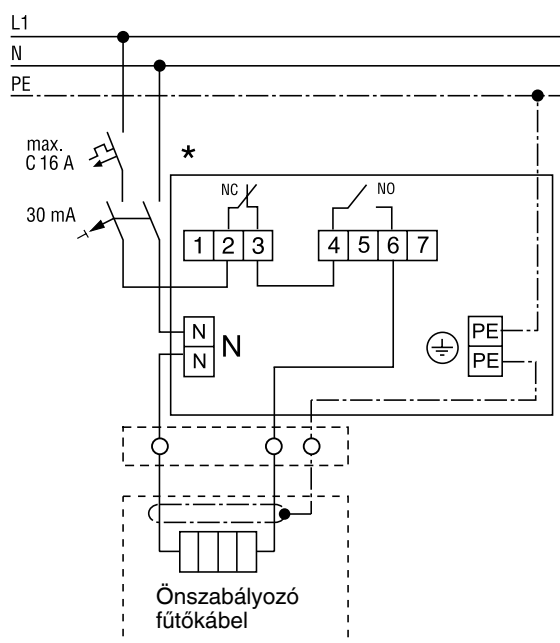 L1
N
PE
max.
C 16 A
*
NC
NO
30 mA
1 2 3
4 5 6 7
N
N
N
PE
PE
Önszabályozó
fűtőkábel